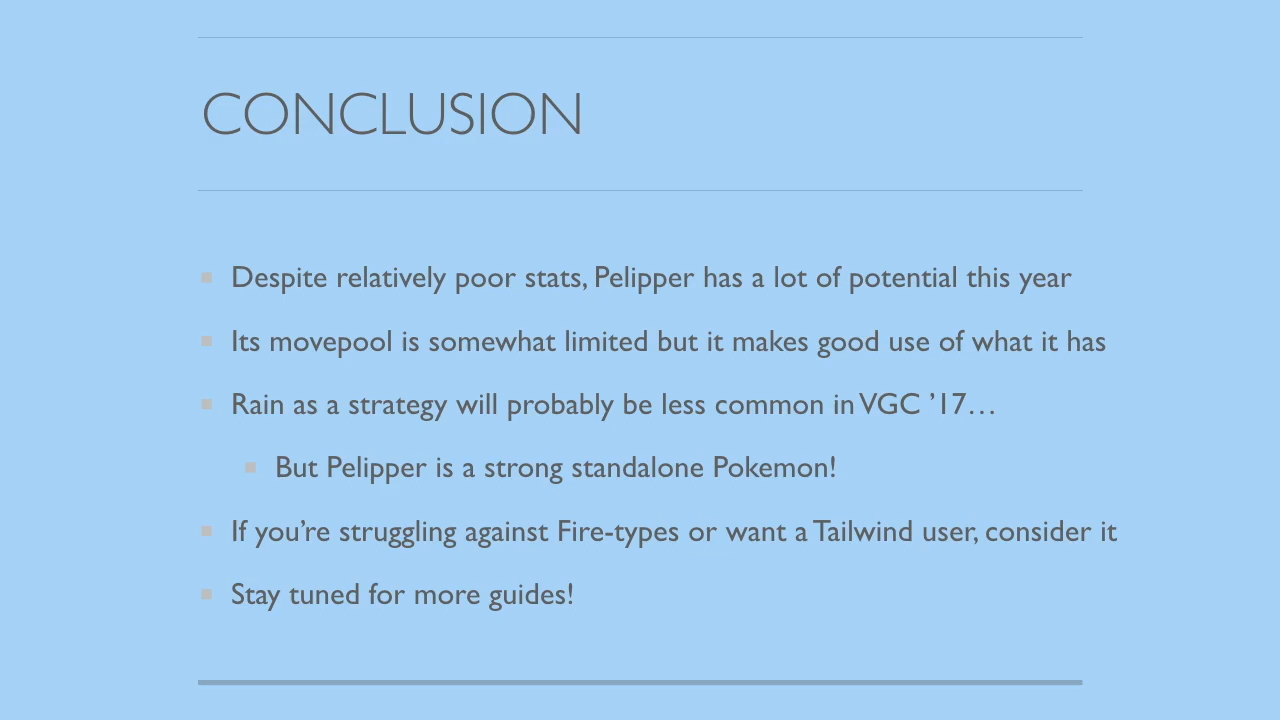 CONCLUSION
Despite relatively poor stats, Pelipper has a lot of potential this year
Its movepool is somewhat limited but it makes good use of what it has
Rain as a strategy will probably be less common in VGC ’17…
But Pelipper is a strong standalone Pokemon!
If you’re struggling against Fire-types or want a Tailwind user, consider it
Stay tuned for more guides!